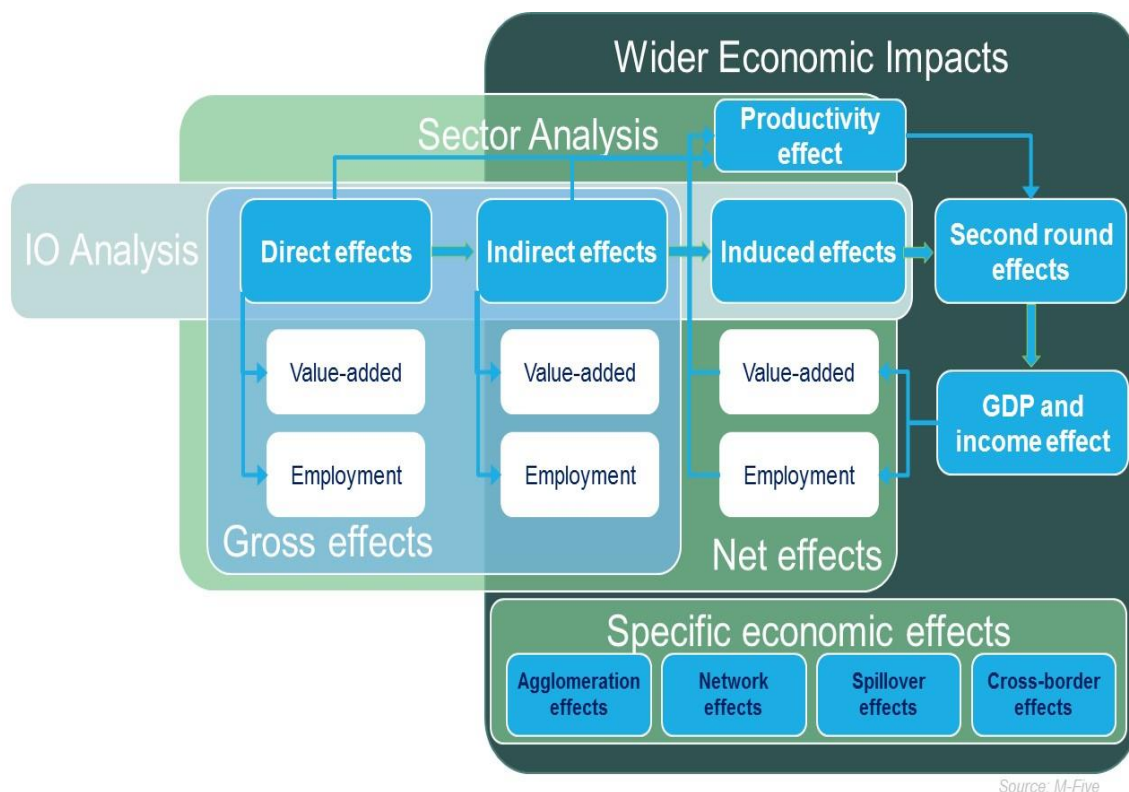 Wider Economic Impacts
Sector Analysis
Productivity
effect
IO Analysis
Direct effects
Indirect effects
Induced effects
Second round
effects
Value-added
Value-added
Value-added
GDP and
income effect
Employment
Employment
Employment
Gross effects
Net effects
Specific economic effects
Agglomeration
effects
Network
effects
Spillover
effects
Cross-border
effects
Source: M-Five